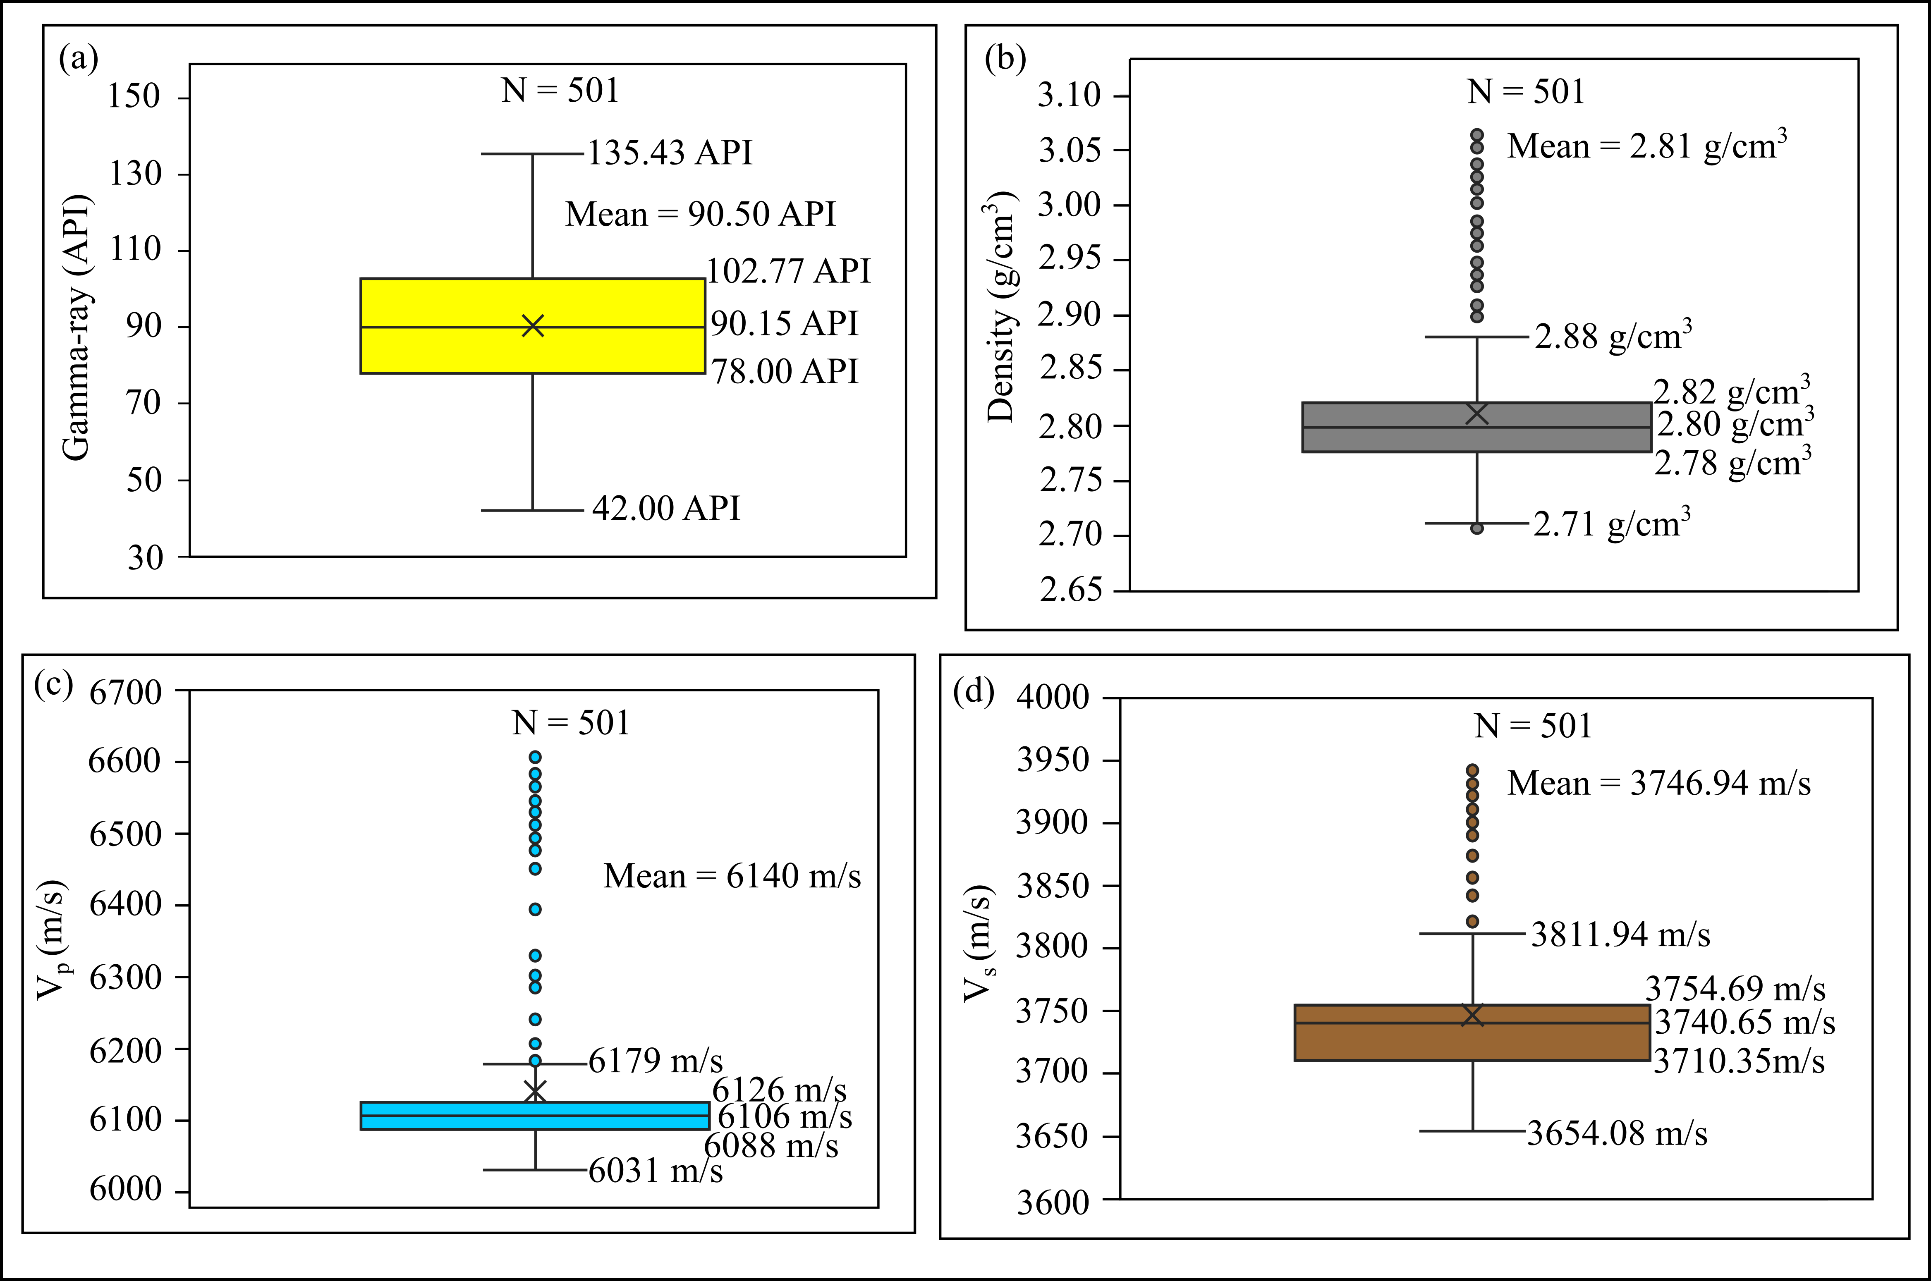 (a)
N = 501
150
135.43 API
130
Mean = 90.50 API
110
102.77 API
90
90.15 API
78.00 API
70
50
42.00 API
30
Gamma-ray (API)
(b)
N = 501
3.10
Mean = 2.81 g/cm³
3.05
3.00
2.95
2.90
2.88 g/cm³
2.85
2.82 g/cm³
2.80 g/cm³
2.80
2.78 g/cm³
2.75
2.71 g/cm³
2.70
2.65
Density (g/cm³)
(c)
6700
N = 501
6600
6500
Mean = 6140 m/s
6400
6300
6200
6179 m/s
6126 m/s
6106 m/s
6100
6088 m/s
6031 m/s
6000
Vp (m/s)
(d)
4000
N = 501
3950
Mean = 3746.94 m/s
3900
3850
3811.94 m/s
3800
3754.69 m/s
3750
3740.65 m/s
3710.35m/s
3700
3654.08 m/s
3650
3600
Vs (m/s)